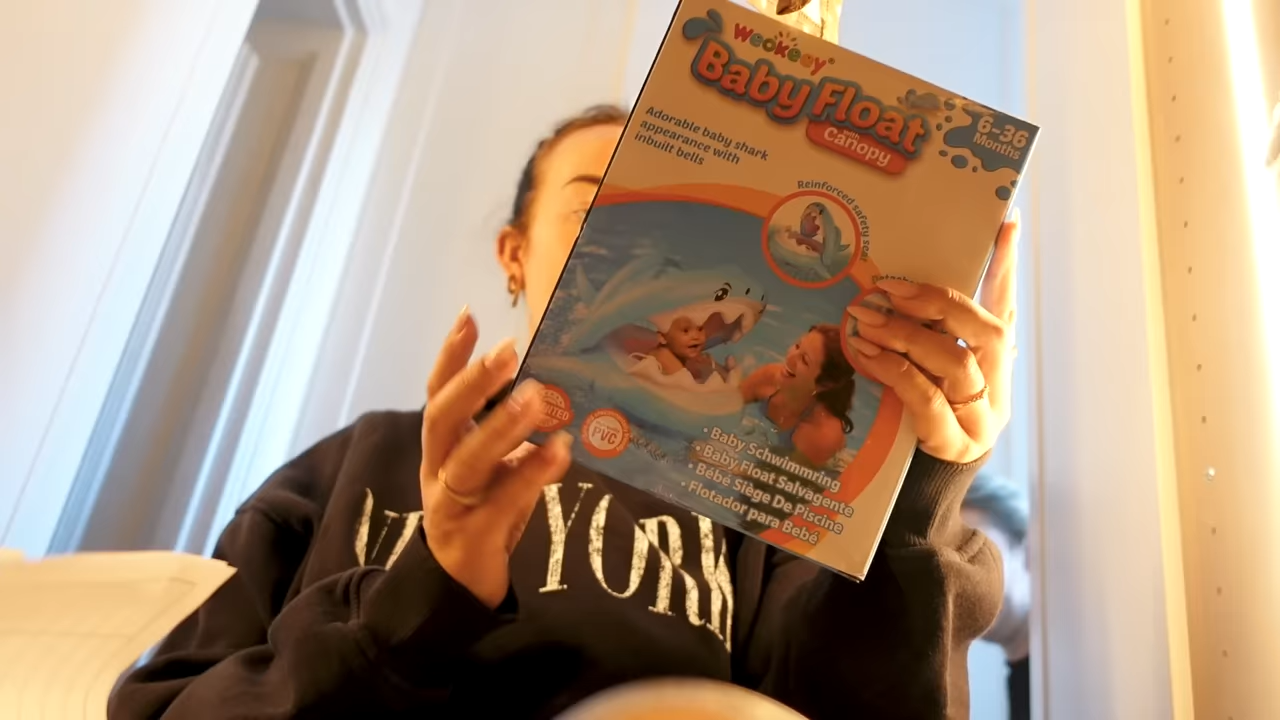 weokeey®
Baby Float
with
Canopy
6-36
Months
Adorable baby shark
appearance with
inbuilt bells
Reinforced safety seat
PVC
• Baby Schwimmring
• Baby Float Salvagente
• Bébé Siège De Piscine
• Flotador para Bebé
YORK